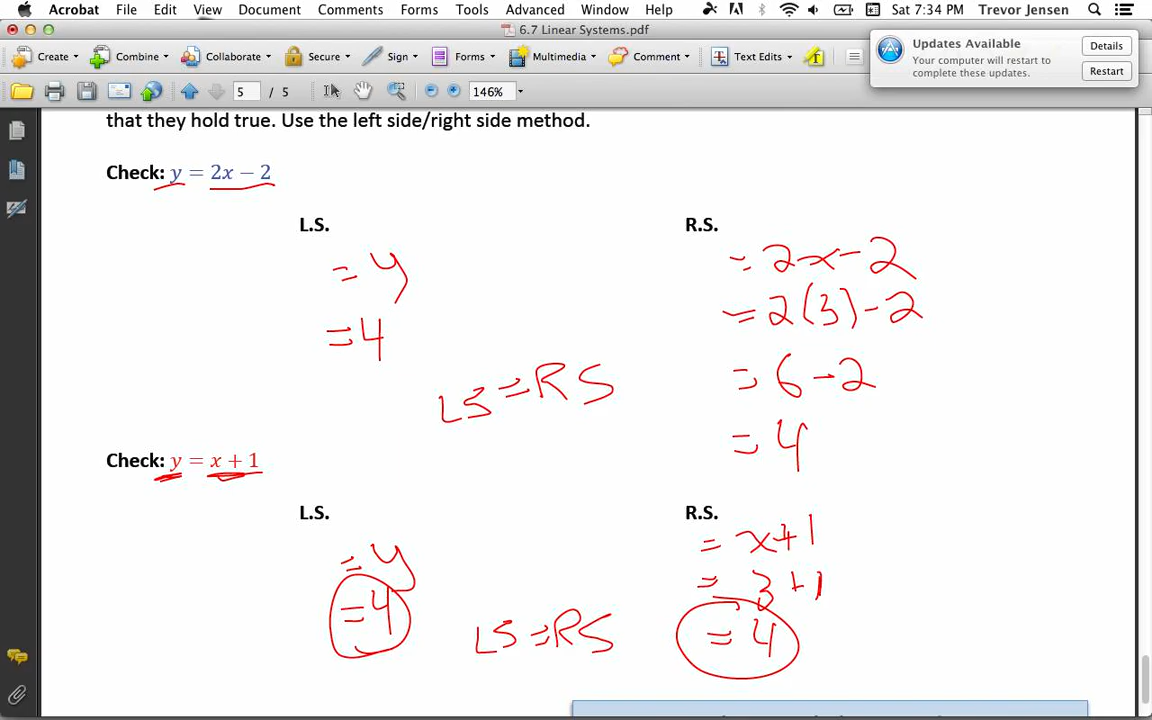 Acrobat File Edit View Document Comments Forms Tools Advanced Window Help Sat 7:34 PM Trevor Jensen
6.7 Linear Systems.pdf
Updates Available
Your computer will restart to
complete these updates.
Details
Restart
Create Combine Collaborate Secure Sign Forms Multimedia Comment Text Edits
5 / 5 146%
that they hold true. Use the left side/right side method.
Check: y = 2x − 2
L.S. R.S.
= y = 2x − 2
= 4 = 2(3) − 2
= 6 − 2
LS = RS
= 4
Check: y = x + 1
L.S. R.S.
= y = x + 1
= 4 = 3 + 1
LS = RS = 4